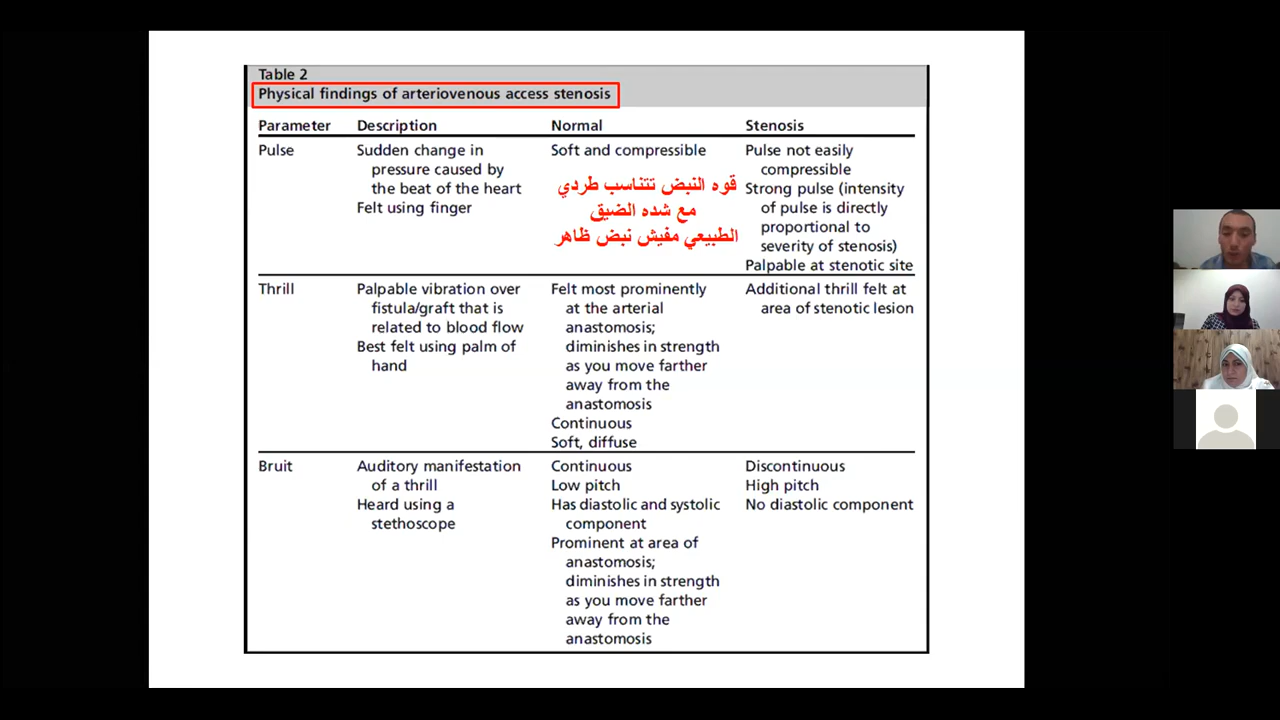 Table 2
Physical findings of arteriovenous access stenosis
Parameter Description Normal Stenosis
Pulse
Sudden change in
pressure caused by
the beat of the heart
Felt using finger
Soft and compressible
قوه النبض تتناسب طردي
مع شده الضيق
الطبيعي مفيش نبض ظاهر
Pulse not easily
compressible
Strong pulse (intensity
of pulse is directly
proportional to
severity of stenosis)
Palpable at stenotic site
Thrill
Palpable vibration over
fistula/graft that is
related to blood flow
Best felt using palm of
hand
Felt most prominently
at the arterial
anastomosis;
diminishes in strength
as you move farther
away from the
anastomosis
Continuous
Soft, diffuse
Additional thrill felt at
area of stenotic lesion
Bruit
Auditory manifestation
of a thrill
Heard using a
stethoscope
Continuous
Low pitch
Has diastolic and systolic
component
Prominent at area of
anastomosis;
diminishes in strength
as you move farther
away from the
anastomosis
Discontinuous
High pitch
No diastolic component